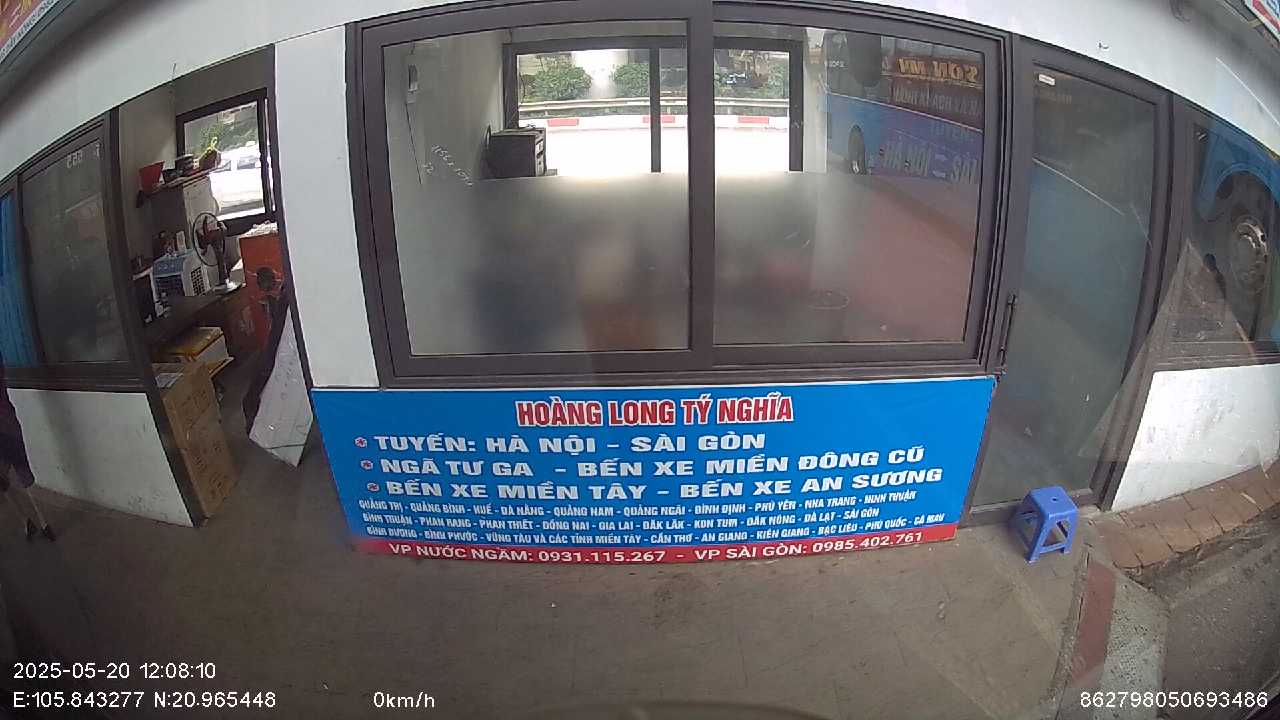 SƠN MY
HOÀNG LONG TÝ NGHĨA
* TUYẾN: HÀ NỘI - SÀI GÒN
* NGÃ TƯ GA - BẾN XE MIỀN ĐÔNG CŨ
* BẾN XE MIỀN TÂY - BẾN XE AN SƯƠNG
QUẢNG TRỊ - QUẢNG BÌNH - HUẾ - ĐÀ NẴNG - QUẢNG NAM - QUẢNG NGÃI - BÌNH ĐỊNH - PHÚ YÊN - NHA TRANG - NINH THUẬN
BÌNH THUẬN - PHAN RANG - PHAN THIẾT - ĐỒNG NAI - GIA LAI - ĐĂK LĂK - KON TUM - ĐĂK NÔNG - ĐÀ LẠT - SÀI GÒN
BÌNH DƯƠNG - BÌNH PHƯỚC - VŨNG TÀU VÀ CÁC TỈNH MIỀN TÂY - CẦN THƠ - AN GIANG - KIÊN GIANG - BẠC LIÊU - PHÚ QUỐC - CÀ MAU
VP NƯỚC NGẦM: 0931.115.267 - VP SÀI GÒN: 0985.402.761
2025-05-20 12:08:10
E:105.843277 N:20.965448 0km/h 862798050693486